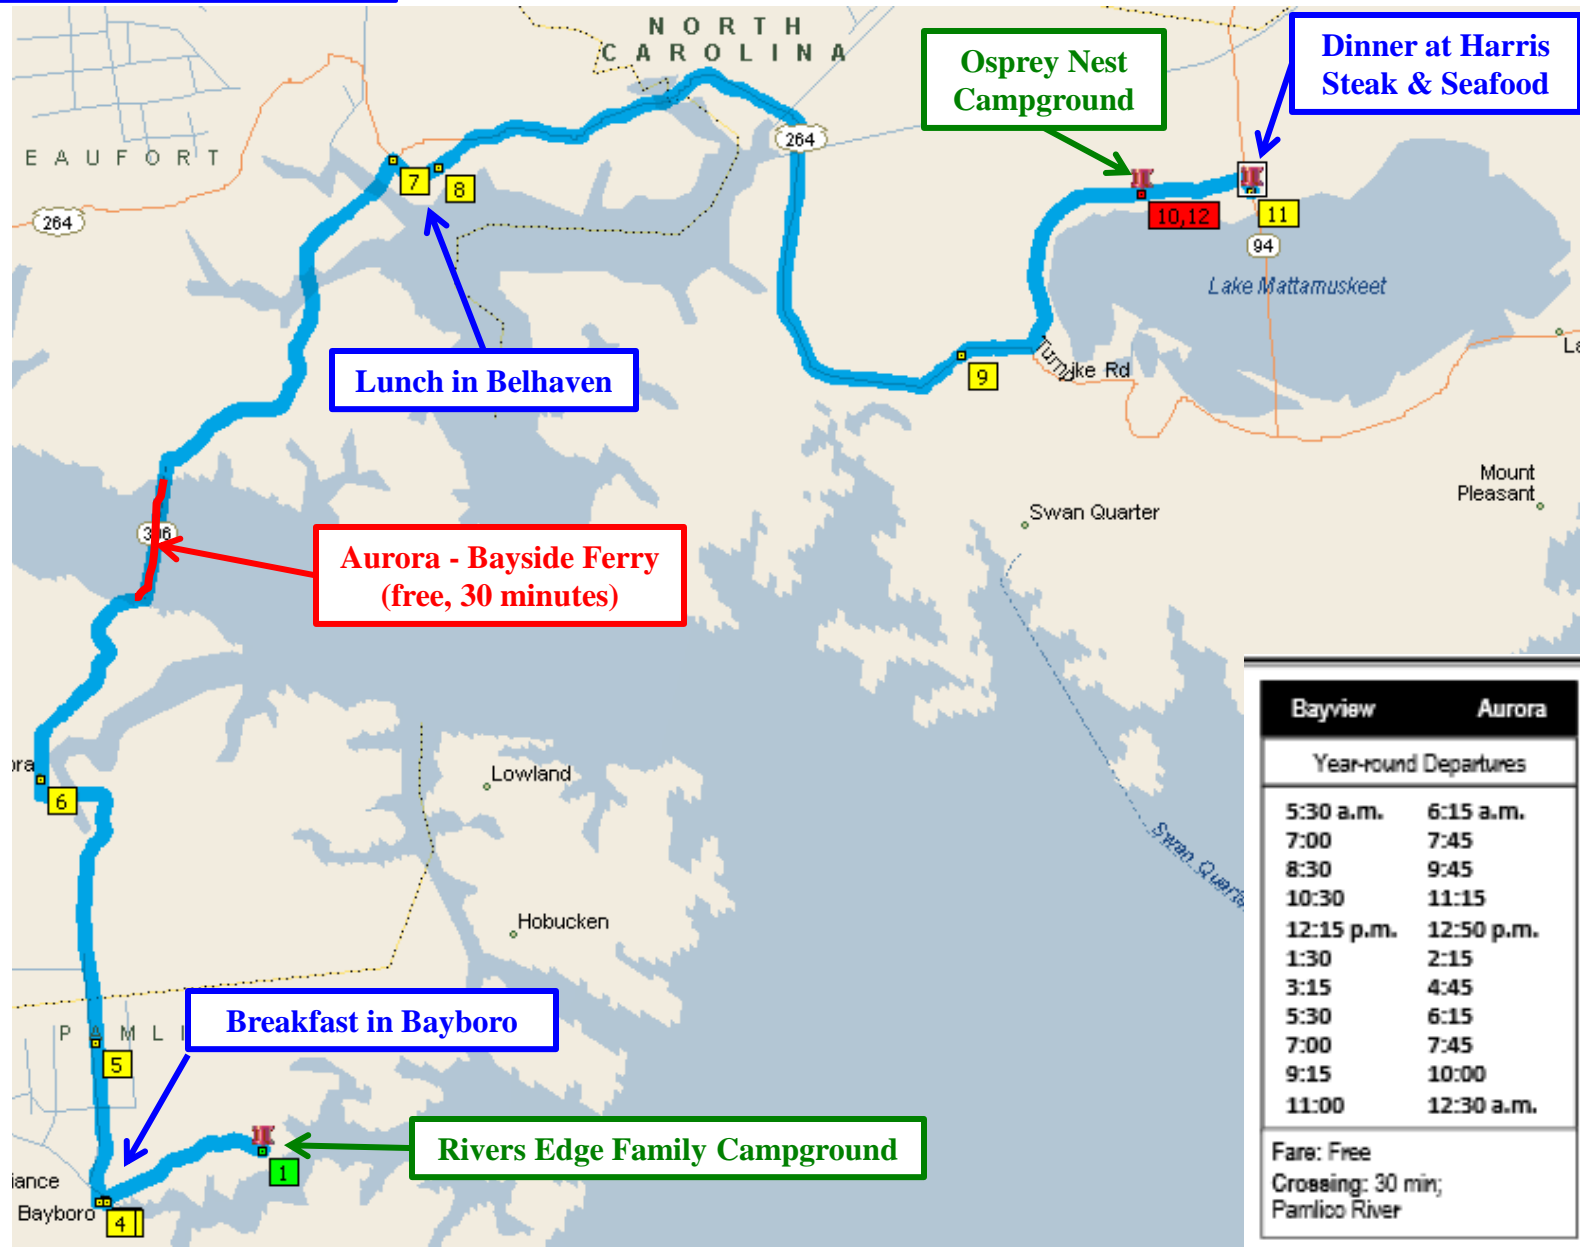 NORTH
CAROLINA
Osprey Nest
Campground
Dinner at Harris
Steak & Seafood
EAUFORT
264
264
7
8
10,12
11
94
Lake Mattamuskeet
Lunch in Belhaven
9
Rd
Mount
Pleasant
Swan Quarter
Aurora - Bayside Ferry
(free, 30 minutes)
6
Lowland
Swan Quarte
Hobucken
Breakfast in Bayboro
PAMLI
5
Rivers Edge Family Campground
1
iance
Bayboro
4
Bayview Aurora
Year-round Departures
5:30 a.m. 6:15 a.m.
7:00 7:45
8:30 9:45
10:30 11:15
12:15 p.m. 12:50 p.m.
1:30 2:15
3:15 4:45
5:30 6:15
7:00 7:45
9:15 10:00
11:00 12:30 a.m.
Fare: Free
Crossing: 30 min;
Pamlico River